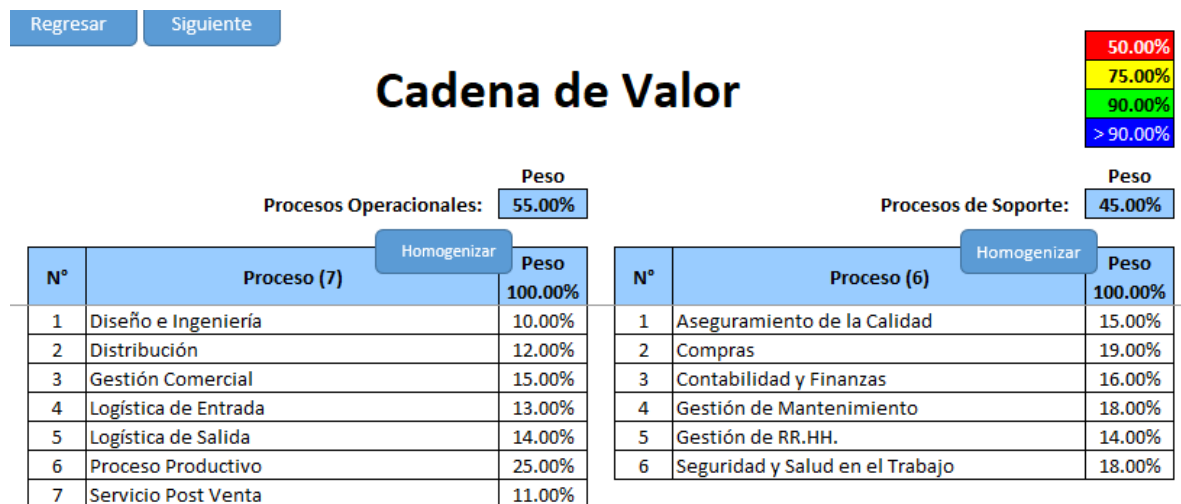 Regresar Siguiente
50.00%
75.00%
90.00%
> 90.00%
Cadena de Valor
Peso
Procesos Operacionales: 55.00%
Peso
Procesos de Soporte: 45.00%
Homogenizar
N° Proceso (7) Peso
100.00%
1 Diseño e Ingeniería 10.00%
2 Distribución 12.00%
3 Gestión Comercial 15.00%
4 Logística de Entrada 13.00%
5 Logística de Salida 14.00%
6 Proceso Productivo 25.00%
7 Servicio Post Venta 11.00%
Homogenizar
N° Proceso (6) Peso
100.00%
1 Aseguramiento de la Calidad 15.00%
2 Compras 19.00%
3 Contabilidad y Finanzas 16.00%
4 Gestión de Mantenimiento 18.00%
5 Gestión de RR.HH. 14.00%
6 Seguridad y Salud en el Trabajo 18.00%